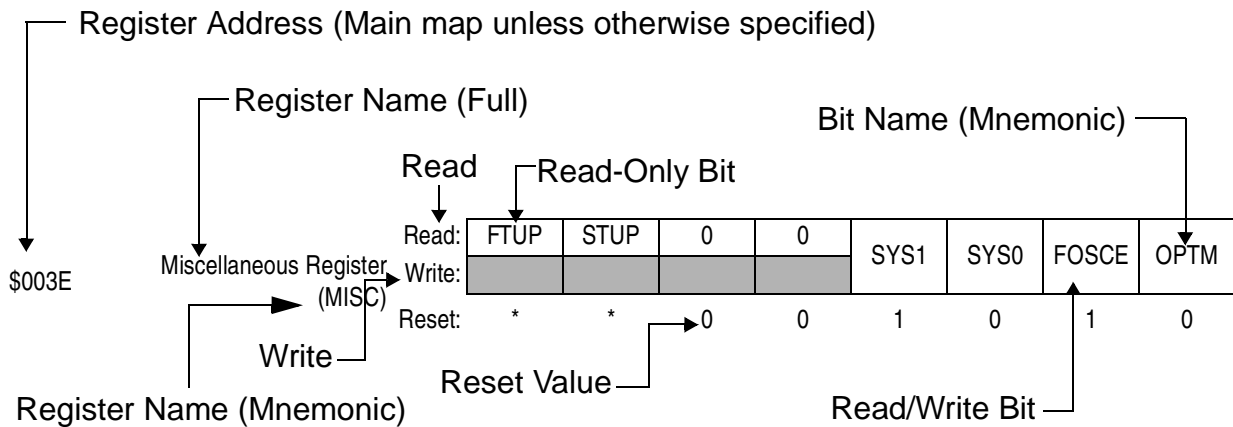 Register Address (Main map unless otherwise specified)
Register Name (Full)
Bit Name (Mnemonic)
Read
Read-Only Bit
Read: FTUP STUP 0 0 SYS1 SYS0 FOSCE OPTM
$003E Miscellaneous Register Write:
(MISC)
Reset: * * 0 0 1 0 1 0
Write
Reset Value
Register Name (Mnemonic)
Read/Write Bit